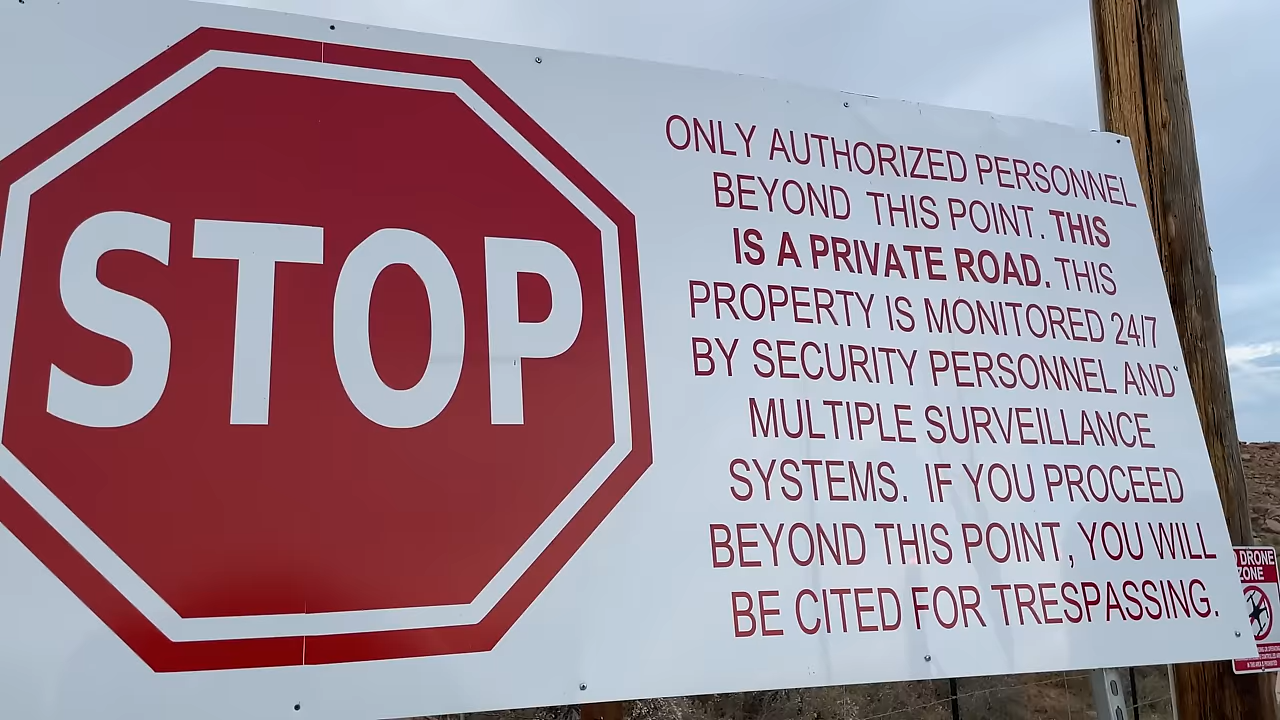 STOP
ONLY AUTHORIZED PERSONNEL
BEYOND THIS POINT. THIS
IS A PRIVATE ROAD. THIS
PROPERTY IS MONITORED 24/7
BY SECURITY PERSONNEL AND
MULTIPLE SURVEILLANCE
SYSTEMS. IF YOU PROCEED
BEYOND THIS POINT, YOU WILL
BE CITED FOR TRESPASSING.
DRONE
ZONE